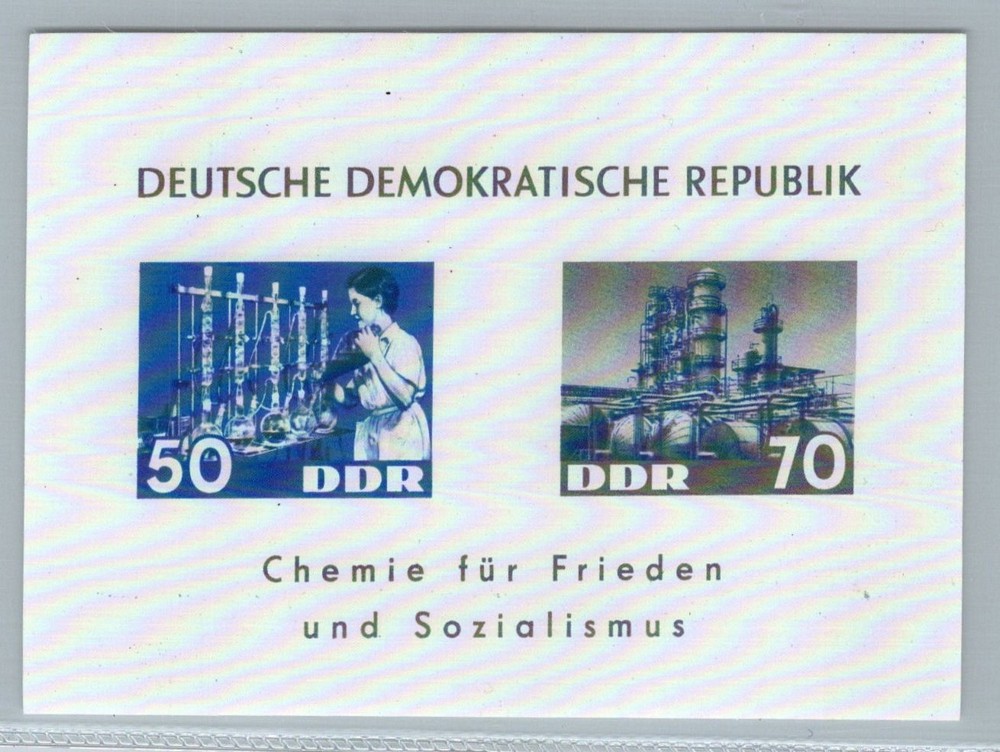 DEUTSCHE DEMOKRATISCHE REPUBLIK
50
DDR
DDR
70
Chemie für Frieden
und Sozialismus